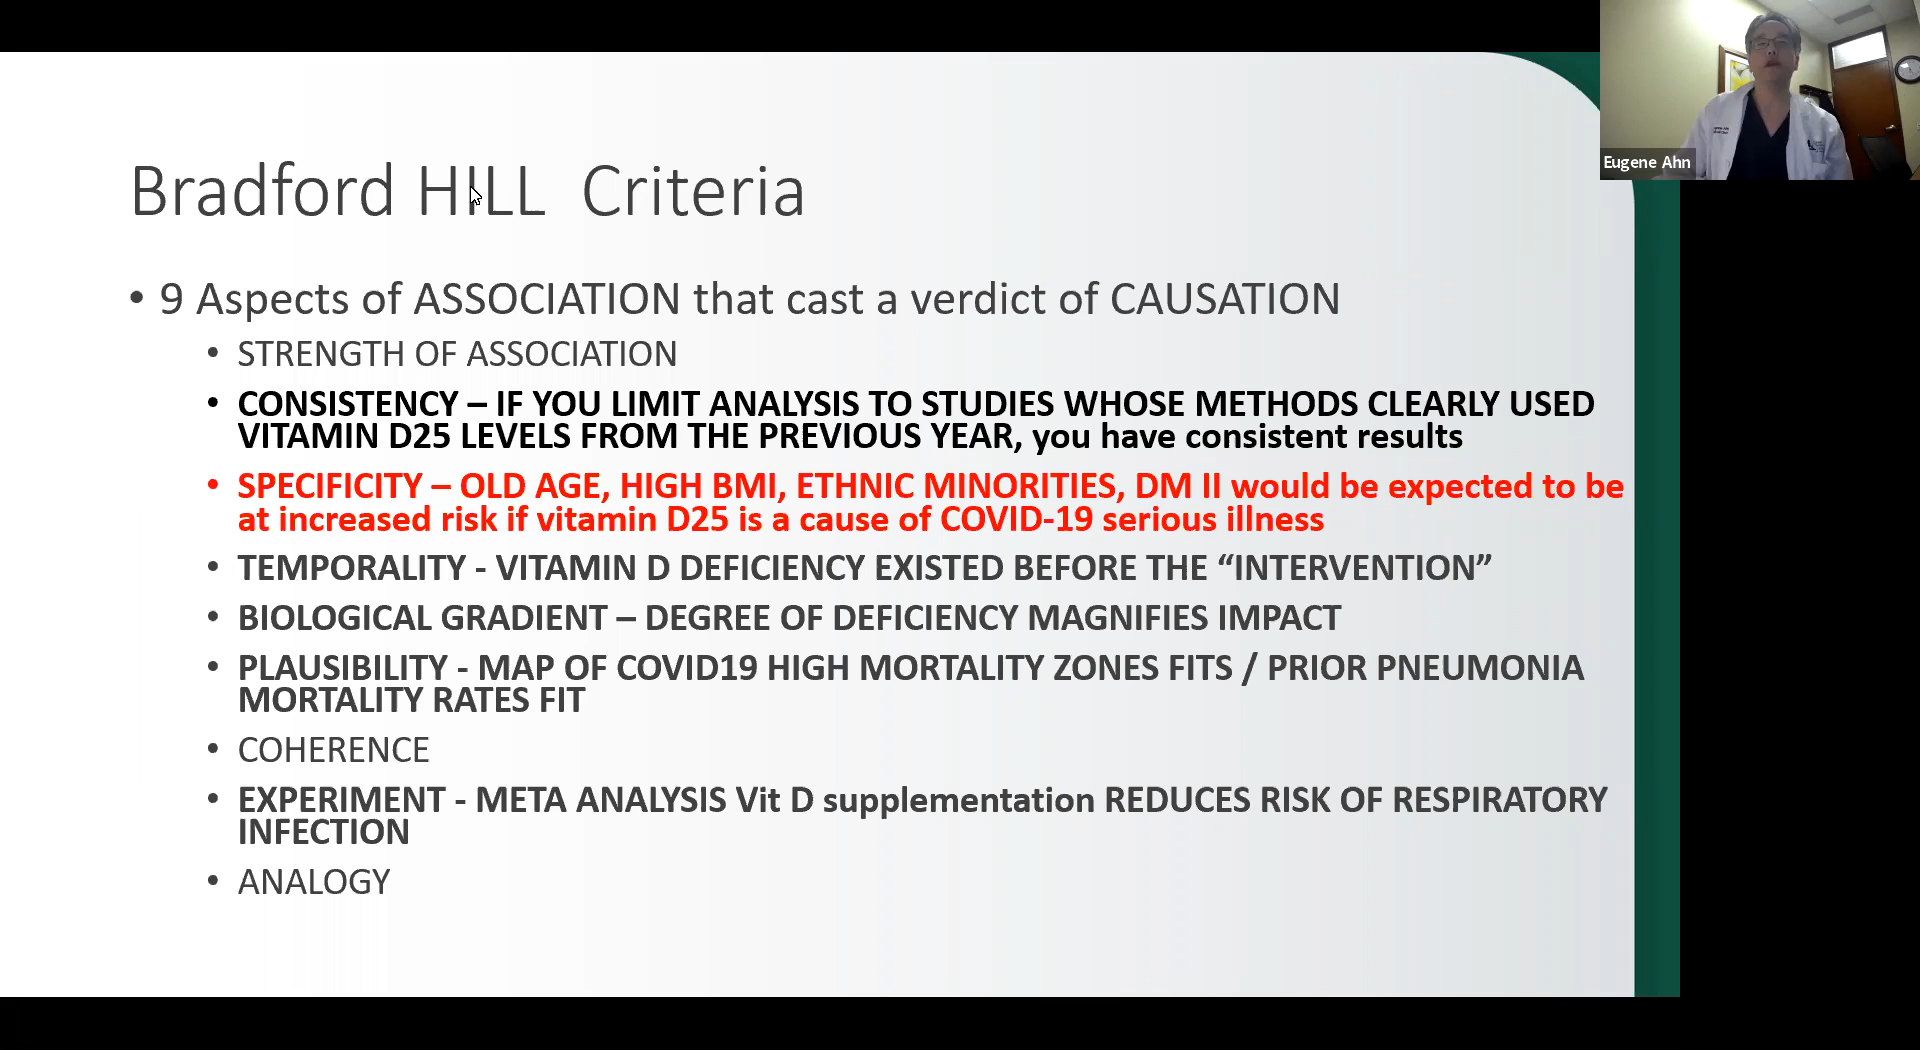 Eugene Ahn
Bradford HILL Criteria
• 9 Aspects of ASSOCIATION that cast a verdict of CAUSATION
• STRENGTH OF ASSOCIATION
• CONSISTENCY – IF YOU LIMIT ANALYSIS TO STUDIES WHOSE METHODS CLEARLY USED
VITAMIN D25 LEVELS FROM THE PREVIOUS YEAR, you have consistent results
• SPECIFICITY – OLD AGE, HIGH BMI, ETHNIC MINORITIES, DM II would be expected to be
at increased risk if vitamin D25 is a cause of COVID-19 serious illness
• TEMPORALITY - VITAMIN D DEFICIENCY EXISTED BEFORE THE “INTERVENTION”
• BIOLOGICAL GRADIENT – DEGREE OF DEFICIENCY MAGNIFIES IMPACT
• PLAUSIBILITY - MAP OF COVID19 HIGH MORTALITY ZONES FITS / PRIOR PNEUMONIA
MORTALITY RATES FIT
• COHERENCE
• EXPERIMENT - META ANALYSIS Vit D supplementation REDUCES RISK OF RESPIRATORY
INFECTION
• ANALOGY